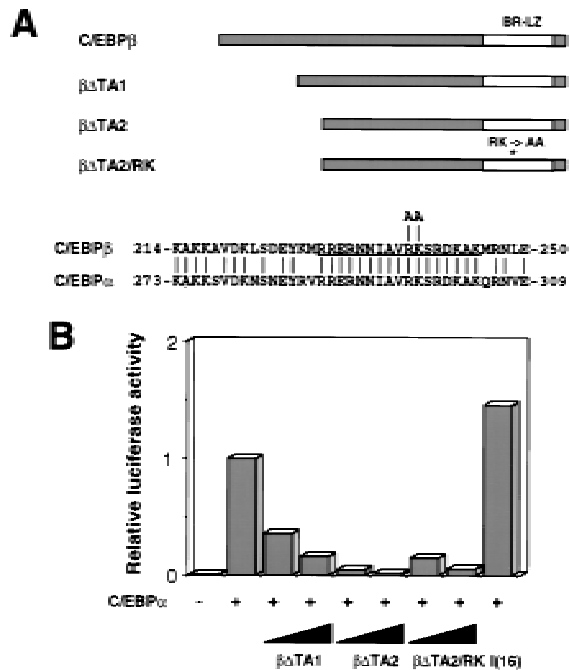 A
BR-LZ
C/EBPβ
βΔTA1
βΔTA2
RK -> AA
*
βΔTA2/RK
AA
C/EBPβ 214-KAKKAVDKLSDEYKMRRERNNIAVRKSRDKAKMRNLE-250
C/EBPα 273-KAKKSVDKNSNEYRVRRERNNIAVRKSRDKAKQRNVE-309
B
Relative luciferase activity
2
1
0
C/EBPα - + + + + + + + +
βΔTA1 βΔTA2 βΔTA2/RK I(16)